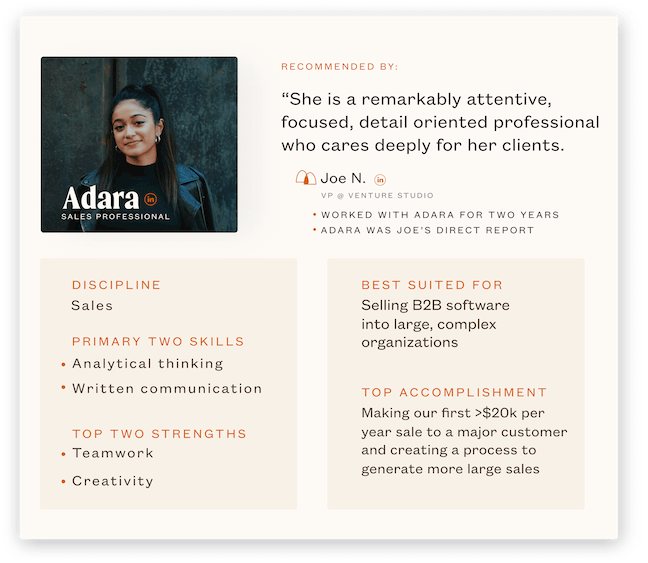 RECOMMENDED BY:
“She is a remarkably attentive,
focused, detail oriented professional
who cares deeply for her clients.
Joe N. in
VP @ VENTURE STUDIO
• WORKED WITH ADARA FOR TWO YEARS
• ADARA WAS JOE'S DIRECT REPORT
Adara in
SALES PROFESSIONAL
DISCIPLINE
Sales
PRIMARY TWO SKILLS
• Analytical thinking
• Written communication
TOP TWO STRENGTHS
• Teamwork
• Creativity
BEST SUITED FOR
Selling B2B software
into large, complex
organizations
TOP ACCOMPLISHMENT
Making our first >$20k per
year sale to a major customer
and creating a process to
generate more large sales